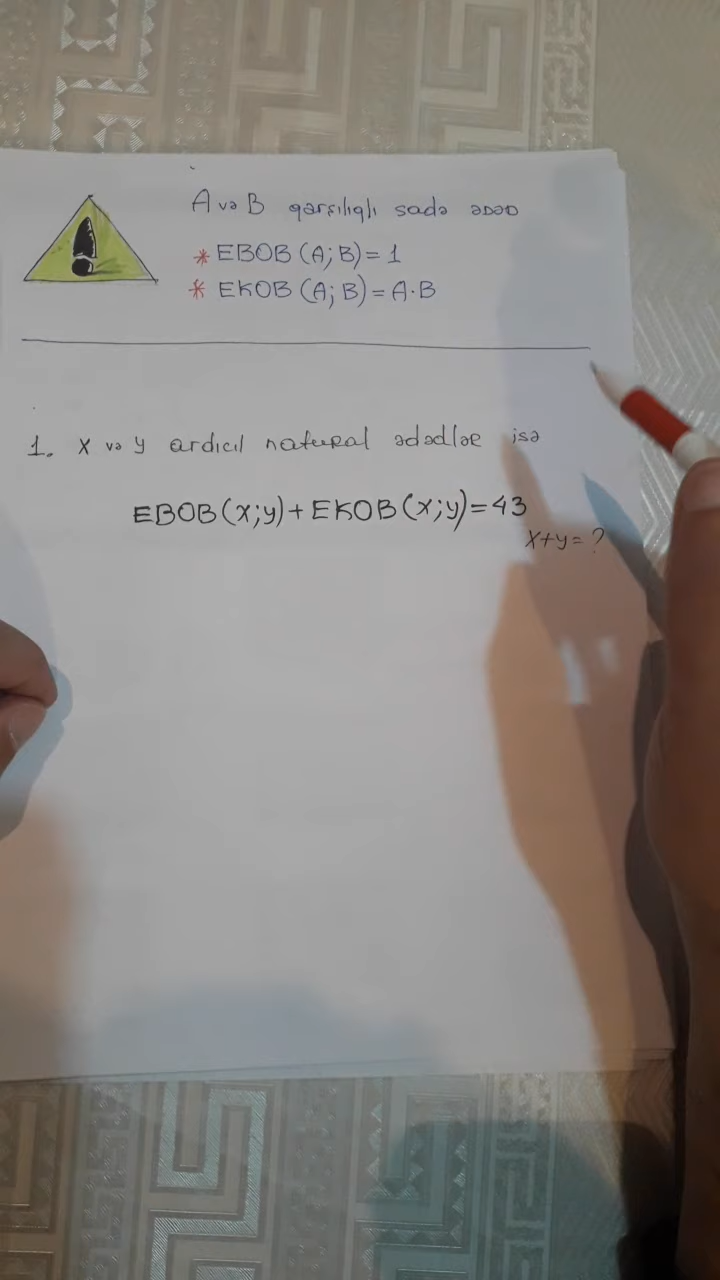 A və B qarşılıqlı sadə ədəd
* EBOB (A; B) = 1
* EKOB (A; B) = A·B
1. X və y ardıcıl natural ədədlər isə
EBOB (x;y) + EKOB (x;y) = 43
x+y = ?